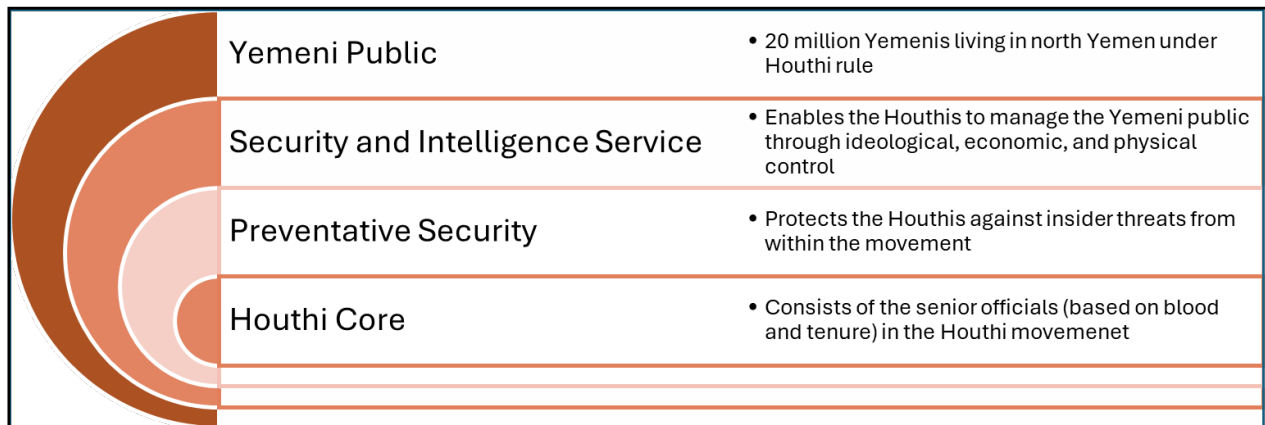 Yemeni Public
• 20 million Yemenis living in north Yemen under
Houthi rule
Security and Intelligence Service
• Enables the Houthis to manage the Yemeni public
through ideological, economic, and physical
control
Preventative Security
• Protects the Houthis against insider threats from
within the movement
Houthi Core
• Consists of the senior officials (based on blood
and tenure) in the Houthi movemenet